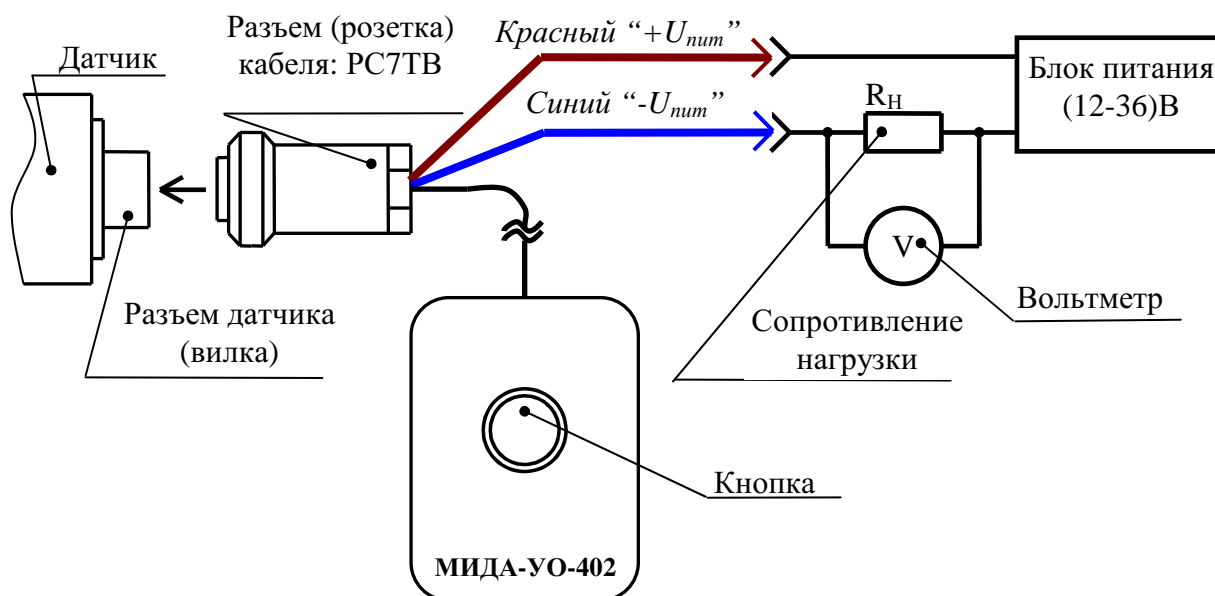 Датчик
Разъем (розетка)
кабеля: РС7ТВ
Красный “+Uпит”
Синий “-Uпит”
RН
Блок питания
(12-36)В
V
Вольтметр
Разъем датчика
(вилка)
Сопротивление
нагрузки
Кнопка
МИДА-УО-402